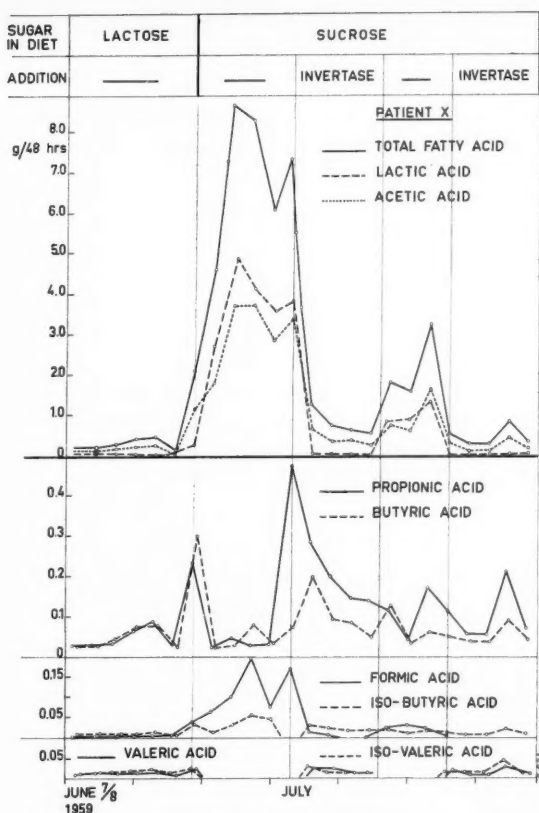 SUGAR IN DIET LACTOSE SUCROSE
ADDITION — — INVERTASE — INVERTASE
PATIENT X
g/48 hrs
TOTAL FATTY ACID
LACTIC ACID
ACETIC ACID
8.0
7.0
6.0
5.0
4.0
3.0
2.0
1.0
0
PROPIONIC ACID
BUTYRIC ACID
0.4
0.3
0.2
0.1
0
FORMIC ACID
ISO-BUTYRIC ACID
0.15
0.05
VALERIC ACID
ISO-VALERIC ACID
0.05
JUNE 7/8 JULY
1959